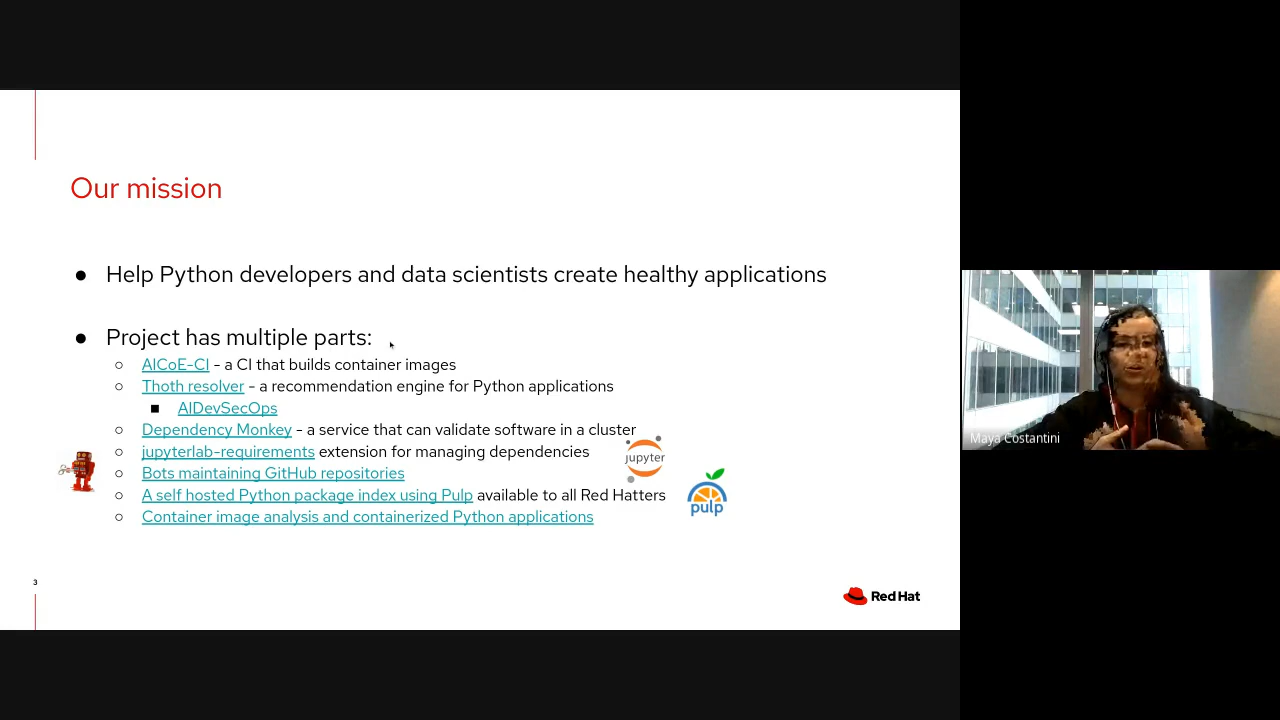 Our mission
● Help Python developers and data scientists create healthy applications
● Project has multiple parts:
○ AICoE-CI - a CI that builds container images
○ Thoth resolver - a recommendation engine for Python applications
■ AIDevSecOps
○ Dependency Monkey - a service that can validate software in a cluster
○ jupyterlab-requirements extension for managing dependencies
jupyter
○ Bots maintaining GitHub repositories
○ A self hosted Python package index using Pulp available to all Red Hatters
pulp
○ Container image analysis and containerized Python applications
3
Red Hat
Maya Costantini